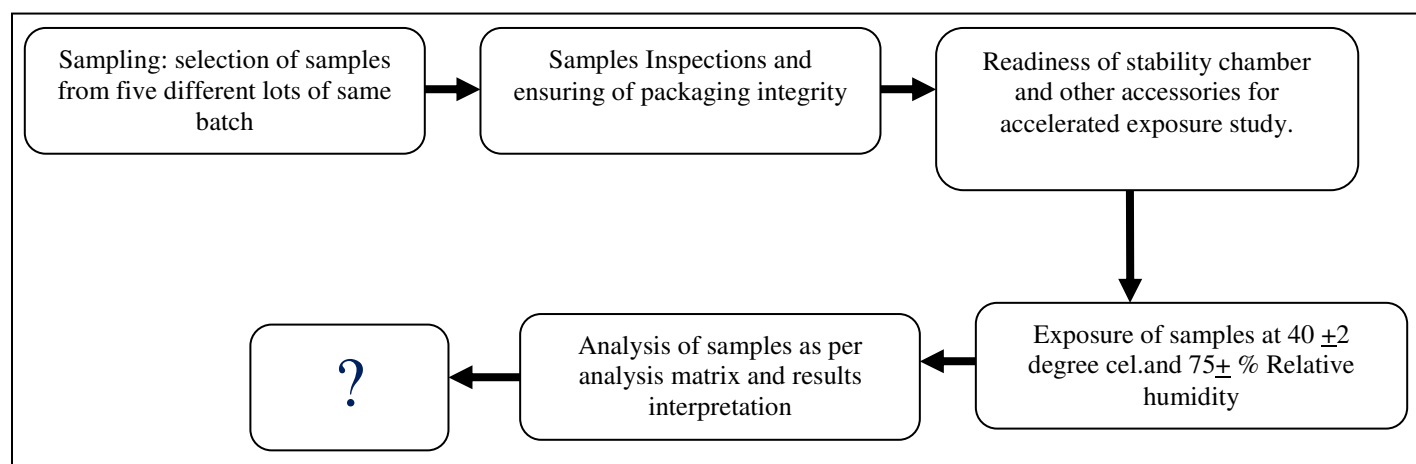 Sampling: selection of samples
from five different lots of same
batch
Samples Inspections and
ensuring of packaging integrity
Readiness of stability chamber
and other accessories for
accelerated exposure study.
Exposure of samples at 40 +2
degree cel.and 75+ % Relative
humidity
Analysis of samples as per
analysis matrix and results
interpretation
?